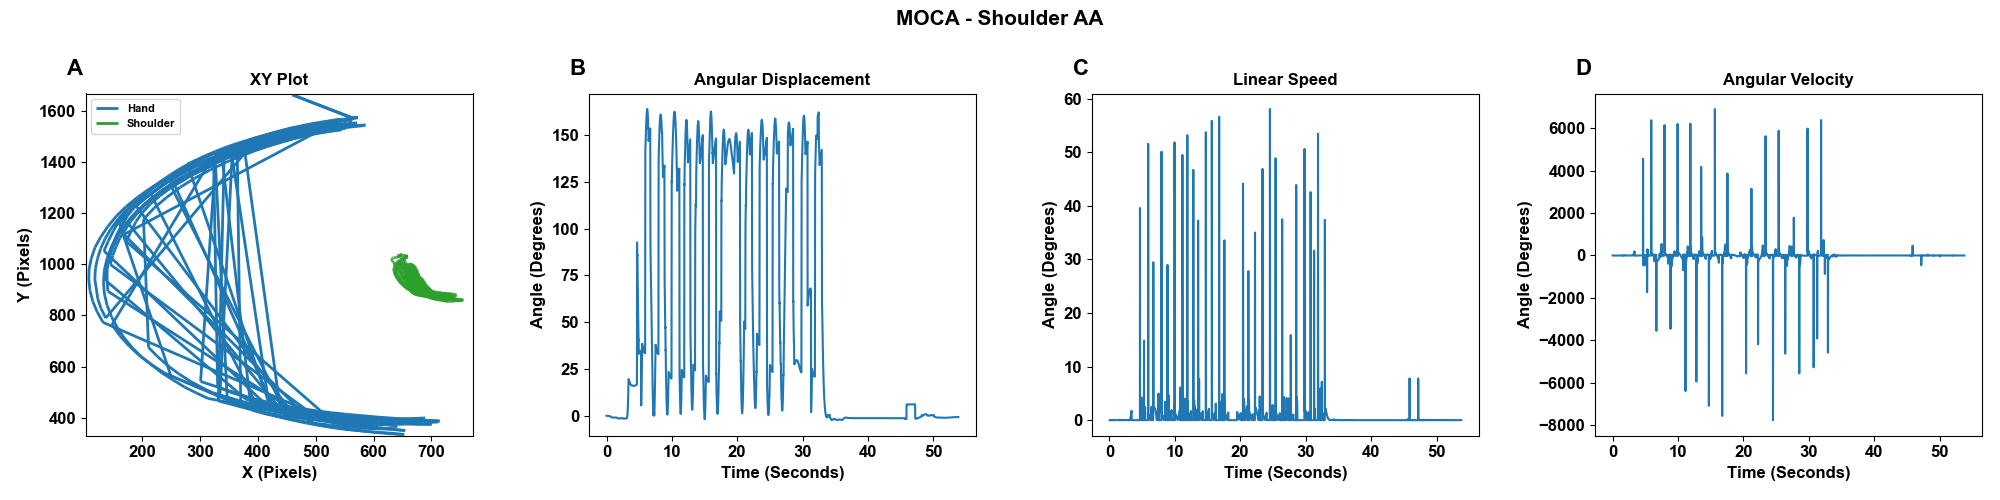 MOCA - Shoulder AA
A
XY Plot
Hand
Shoulder
1600
1400
1200
1000
800
600
400
Y (Pixels)
200
300
400
500
600
700
X (Pixels)
B
Angular Displacement
150
125
100
75
50
25
0
Angle (Degrees)
0
10
20
30
40
50
Time (Seconds)
C
Linear Speed
60
50
40
30
20
10
0
Angle (Degrees)
0
10
20
30
40
50
Time (Seconds)
D
Angular Velocity
6000
4000
2000
0
−2000
−4000
−6000
−8000
Angle (Degrees)
0
10
20
30
40
50
Time (Seconds)